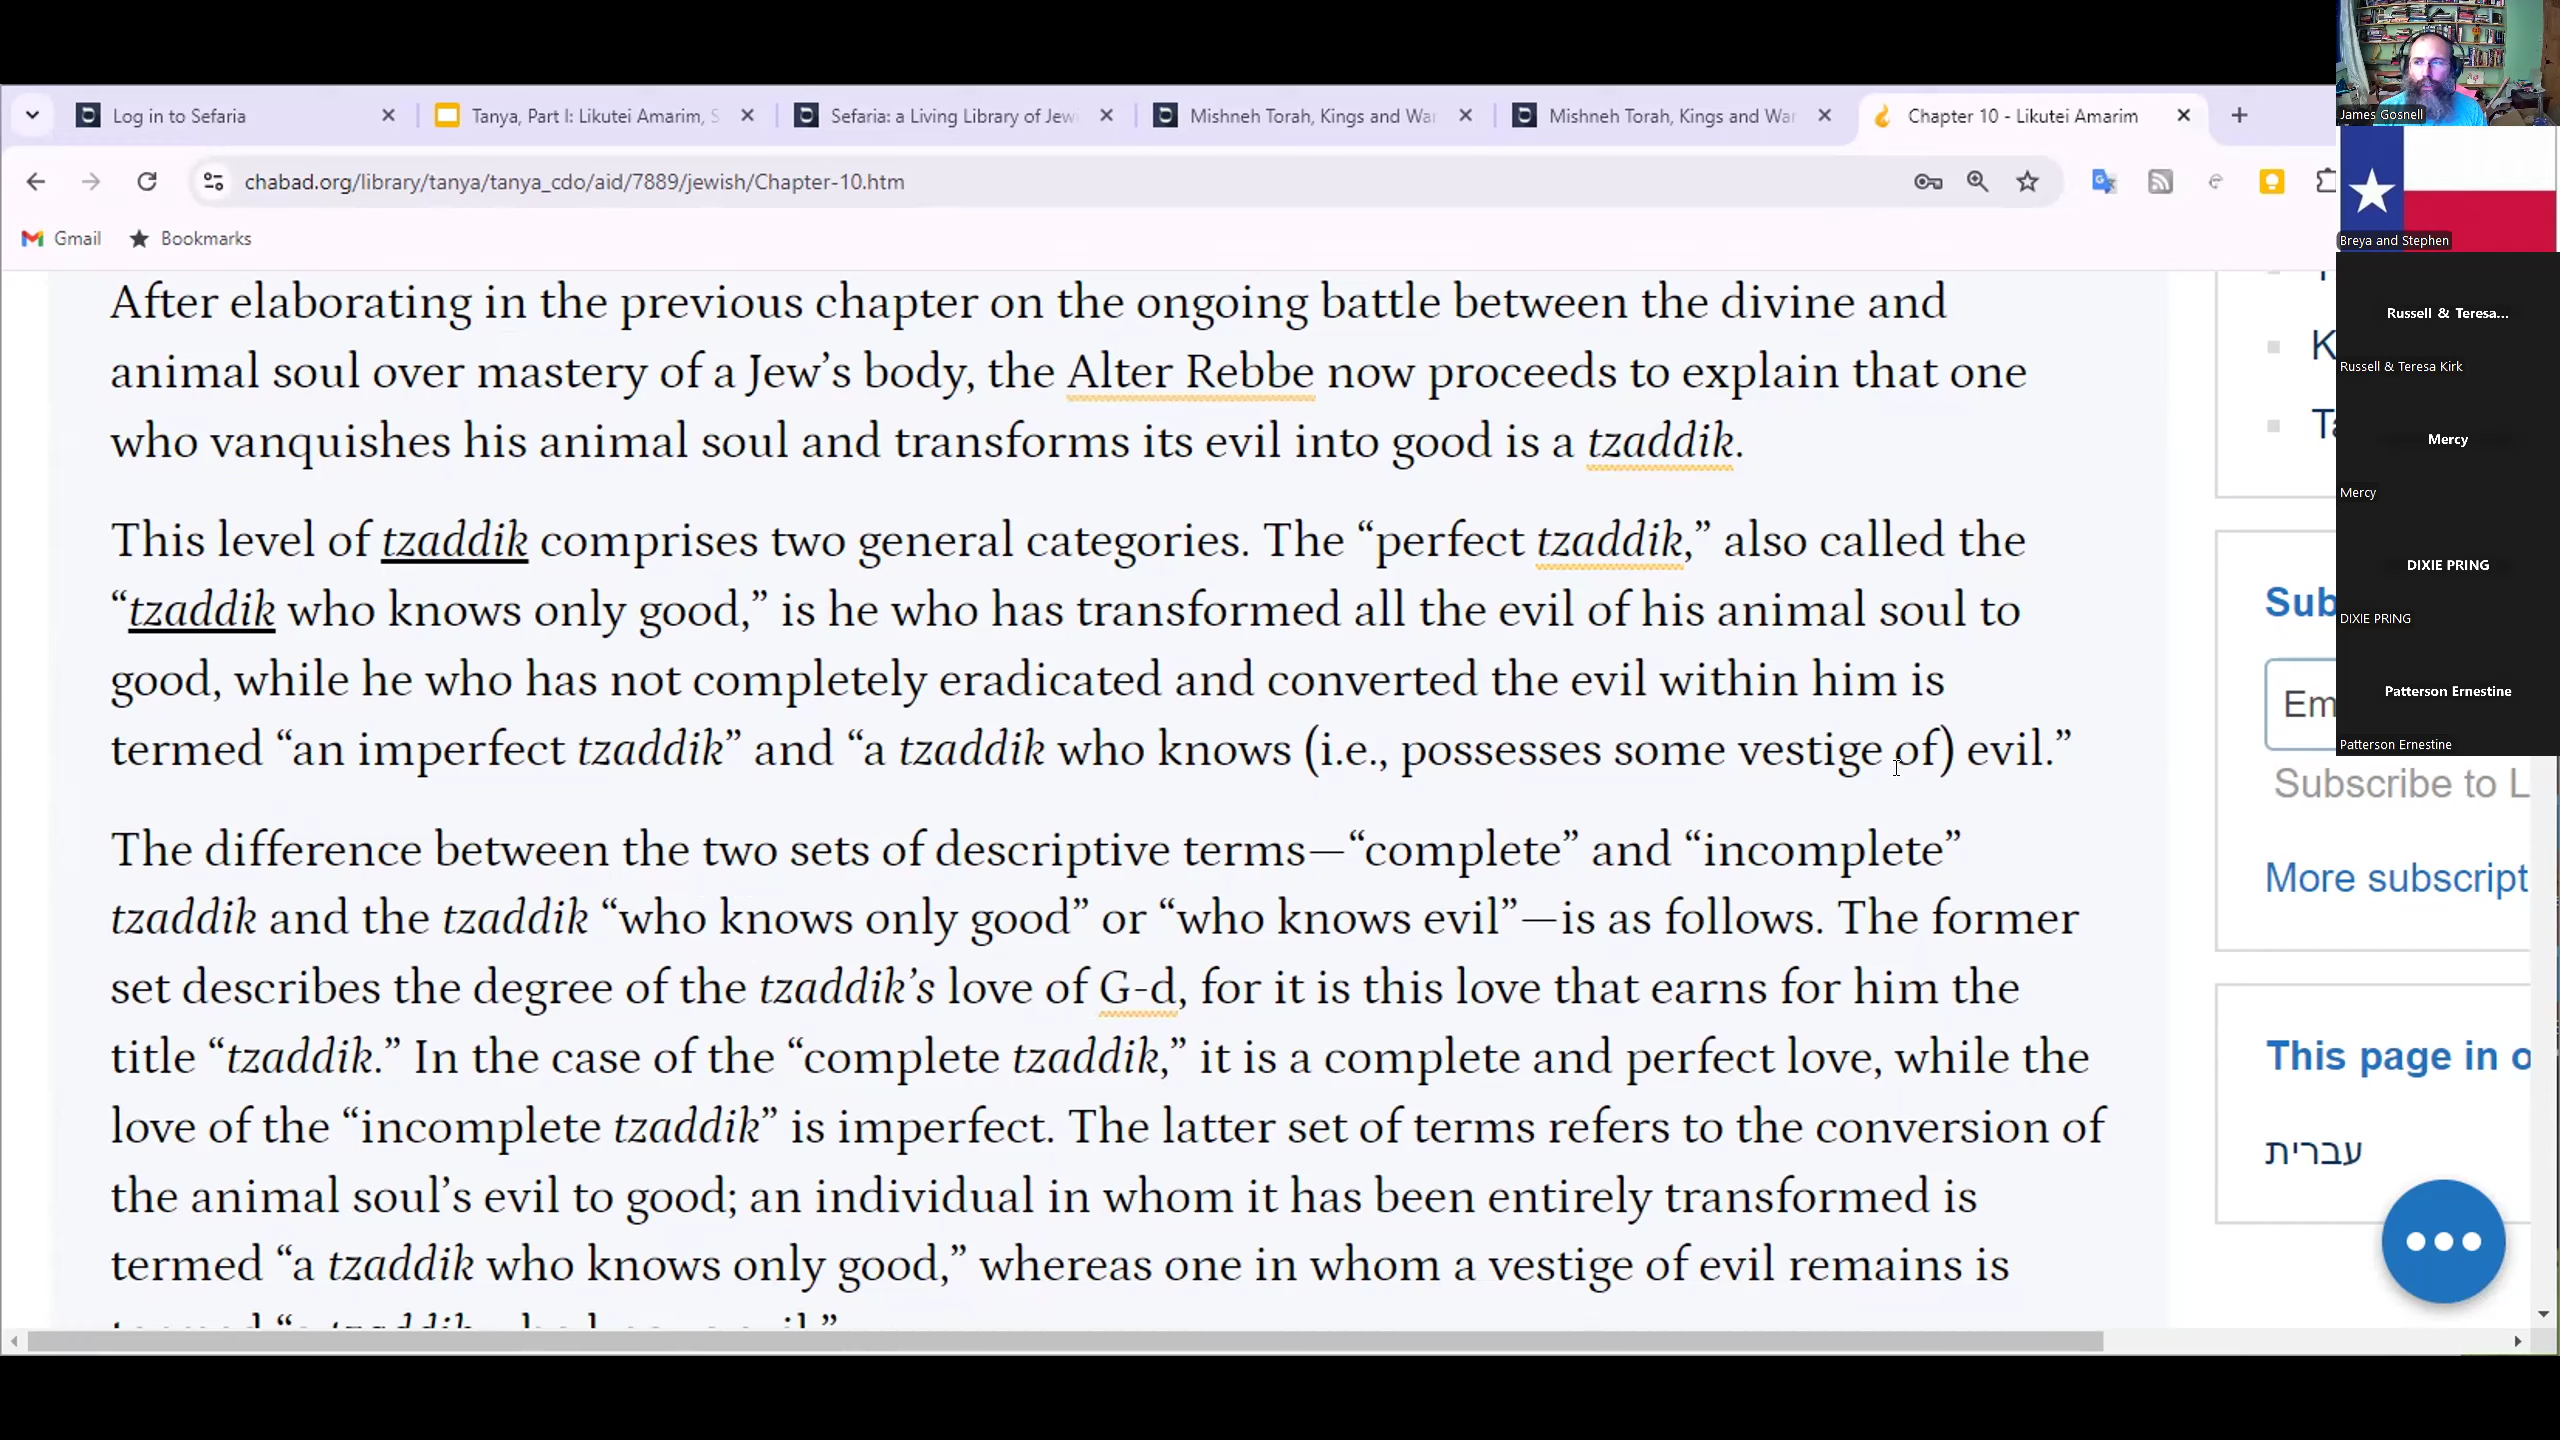 Log in to Sefaria
Tanya, Part I: Likutei Amarim, S
Sefaria: a Living Library of Jew
Mishneh Torah, Kings and War
Mishneh Torah, Kings and War
Chapter 10 - Likutei Amarim
chabad.org/library/tanya/tanya_cdo/aid/7889/jewish/Chapter-10.htm
Gmail
Bookmarks
After elaborating in the previous chapter on the ongoing battle between the divine and
animal soul over mastery of a Jew’s body, the Alter Rebbe now proceeds to explain that one
who vanquishes his animal soul and transforms its evil into good is a tzaddik.
This level of tzaddik comprises two general categories. The “perfect tzaddik,” also called the
“tzaddik who knows only good,” is he who has transformed all the evil of his animal soul to
good, while he who has not completely eradicated and converted the evil within him is
termed “an imperfect tzaddik” and “a tzaddik who knows (i.e., possesses some vestige of) evil.”
The difference between the two sets of descriptive terms—“complete” and “incomplete”
tzaddik and the tzaddik “who knows only good” or “who knows evil”—is as follows. The former
set describes the degree of the tzaddik’s love of G-d, for it is this love that earns for him the
title “tzaddik.” In the case of the “complete tzaddik,” it is a complete and perfect love, while the
love of the “incomplete tzaddik” is imperfect. The latter set of terms refers to the conversion of
the animal soul’s evil to good; an individual in whom it has been entirely transformed is
termed “a tzaddik who knows only good,” whereas one in whom a vestige of evil remains is
K
Ta
Sub
Em
Subscribe to L
More subscript
This page in o
עברית
James Gosnell
Breya and Stephen
Russell & Teresa...
Russell & Teresa Kirk
Mercy
Mercy
DIXIE PRING
DIXIE PRING
Patterson Ernestine
Patterson Ernestine